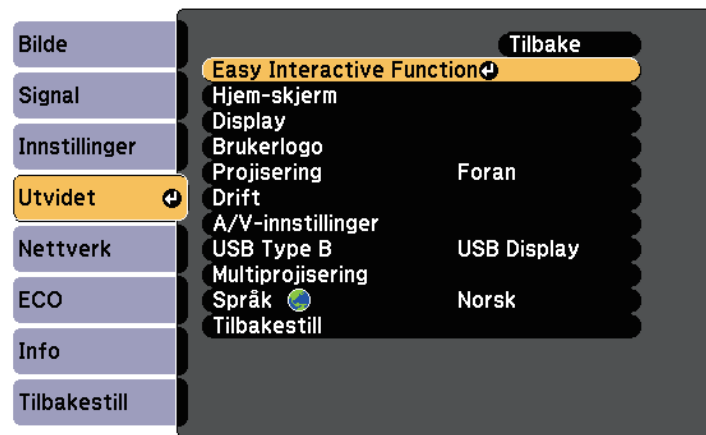 Bilde
Signal
Innstillinger
Utvidet
Nettverk
ECO
Info
Tilbakestill
Tilbake
Easy Interactive Function
Hjem-skjerm
Display
Brukerlogo
Projisering Foran
Drift
A/V-innstillinger
USB Type B USB Display
Multiprojisering
Språk Norsk
Tilbakestill